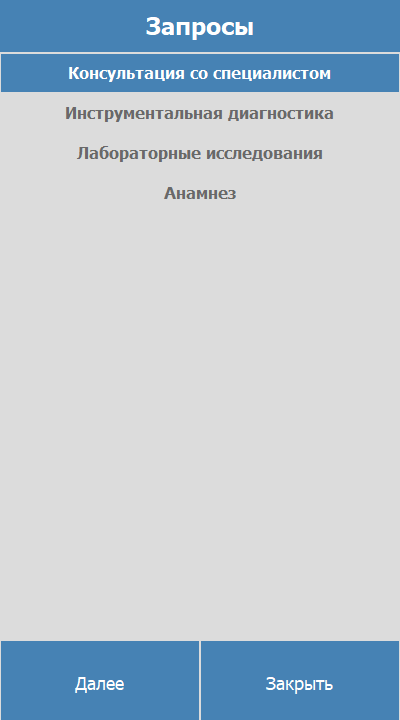 Запросы
Консультация со специалистом
Инструментальная диагностика
Лабораторные исследования
Анамнез
Далее
Закрыть